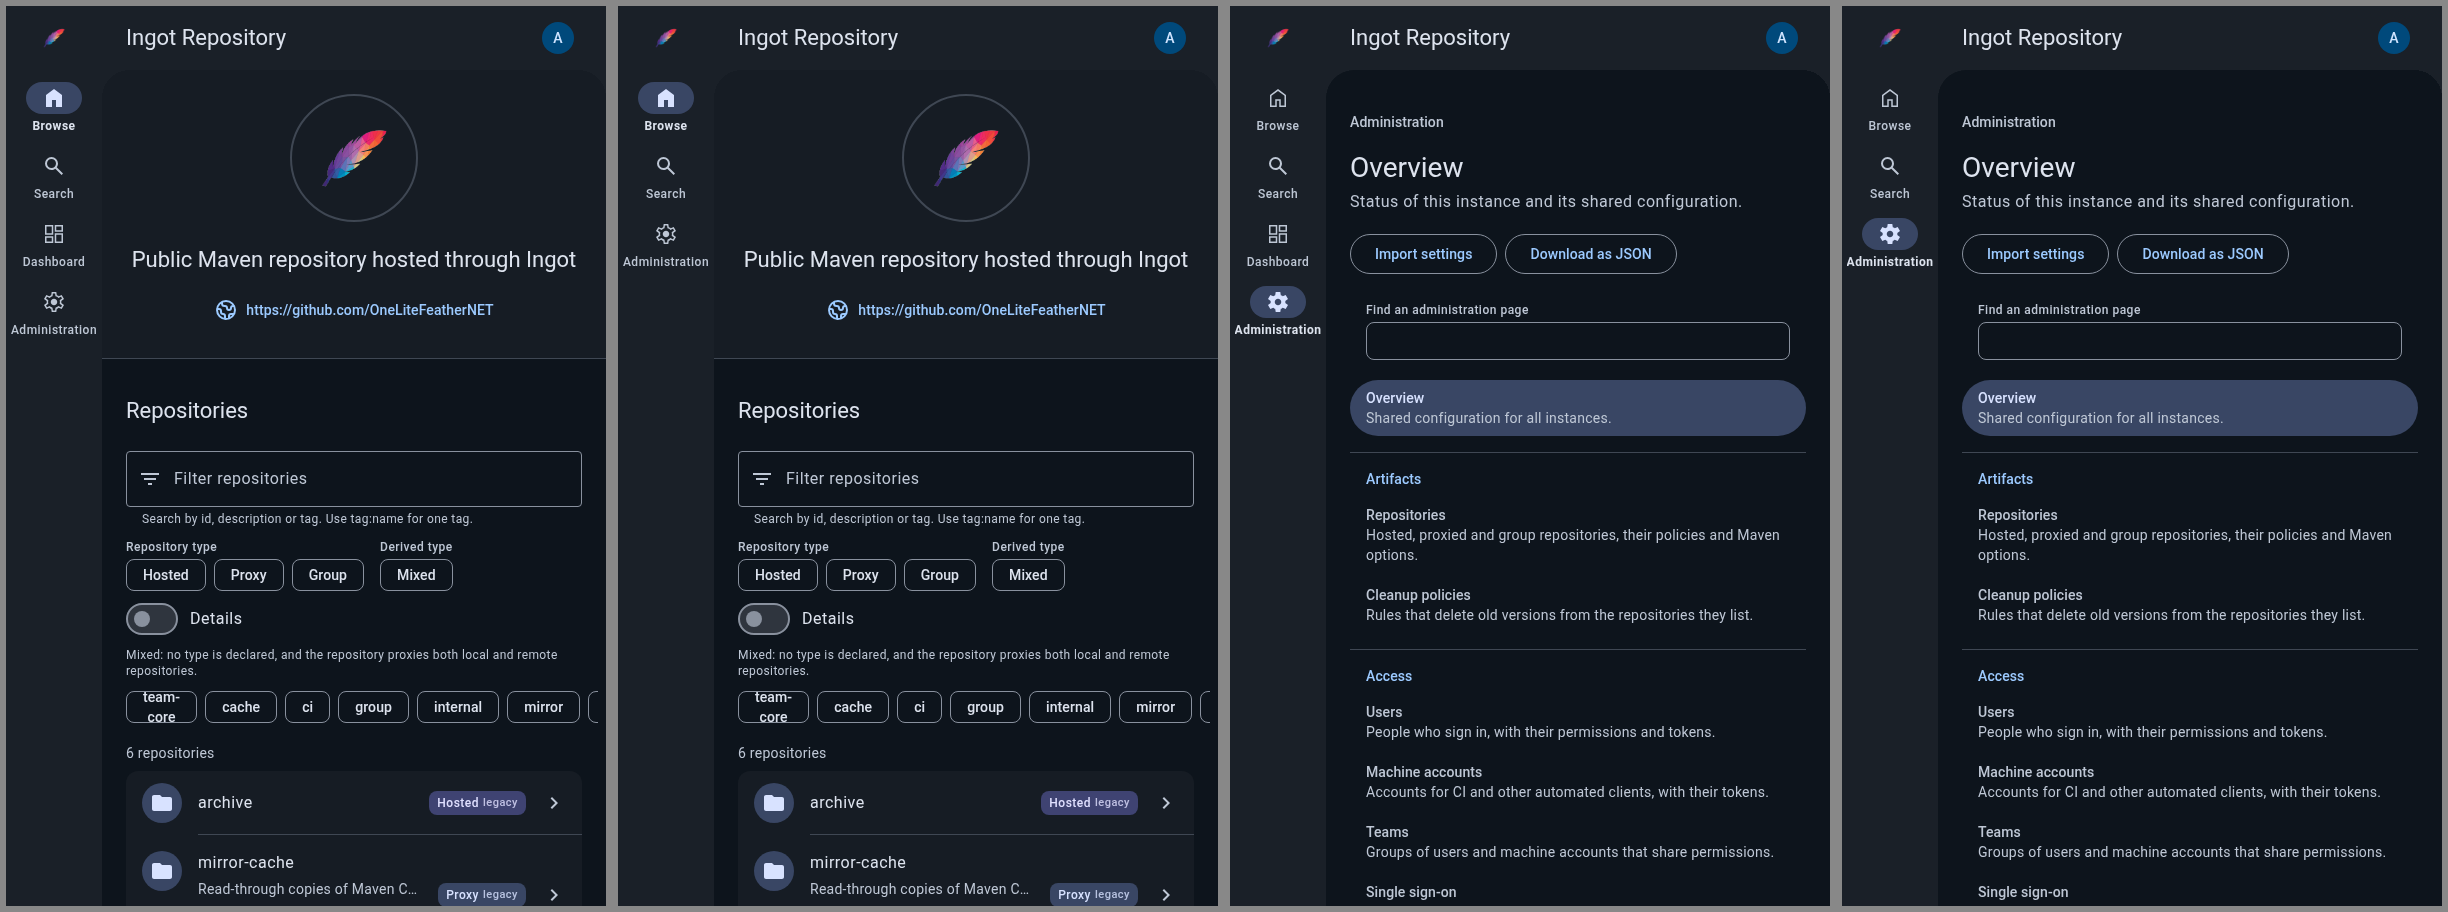 Ingot Repository
A
Browse
Search
Dashboard
Administration
Public Maven repository hosted through Ingot
https://github.com/OneLiteFeatherNET
Repositories
Filter repositories
Search by id, description or tag. Use tag:name for one tag.
Repository type
Derived type
Hosted
Proxy
Group
Mixed
Details
Mixed: no type is declared, and the repository proxies both local and remote
repositories.
team-
core
cache
ci
group
internal
mirror
6 repositories
archive
Hosted legacy
mirror-cache
Read-through copies of Maven C...
Proxy legacy
Ingot Repository
A
Browse
Search
Administration
Public Maven repository hosted through Ingot
https://github.com/OneLiteFeatherNET
Repositories
Filter repositories
Search by id, description or tag. Use tag:name for one tag.
Repository type
Derived type
Hosted
Proxy
Group
Mixed
Details
Mixed: no type is declared, and the repository proxies both local and remote
repositories.
team-
core
cache
ci
group
internal
mirror
6 repositories
archive
Hosted legacy
mirror-cache
Read-through copies of Maven C...
Proxy legacy
Ingot Repository
A
Browse
Search
Dashboard
Administration
Administration
Overview
Status of this instance and its shared configuration.
Import settings
Download as JSON
Find an administration page
Overview
Shared configuration for all instances.
Artifacts
Repositories
Hosted, proxied and group repositories, their policies and Maven
options.
Cleanup policies
Rules that delete old versions from the repositories they list.
Access
Users
People who sign in, with their permissions and tokens.
Machine accounts
Accounts for CI and other automated clients, with their tokens.
Teams
Groups of users and machine accounts that share permissions.
Single sign-on
Ingot Repository
A
Browse
Search
Administration
Administration
Overview
Status of this instance and its shared configuration.
Import settings
Download as JSON
Find an administration page
Overview
Shared configuration for all instances.
Artifacts
Repositories
Hosted, proxied and group repositories, their policies and Maven
options.
Cleanup policies
Rules that delete old versions from the repositories they list.
Access
Users
People who sign in, with their permissions and tokens.
Machine accounts
Accounts for CI and other automated clients, with their tokens.
Teams
Groups of users and machine accounts that share permissions.
Single sign-on